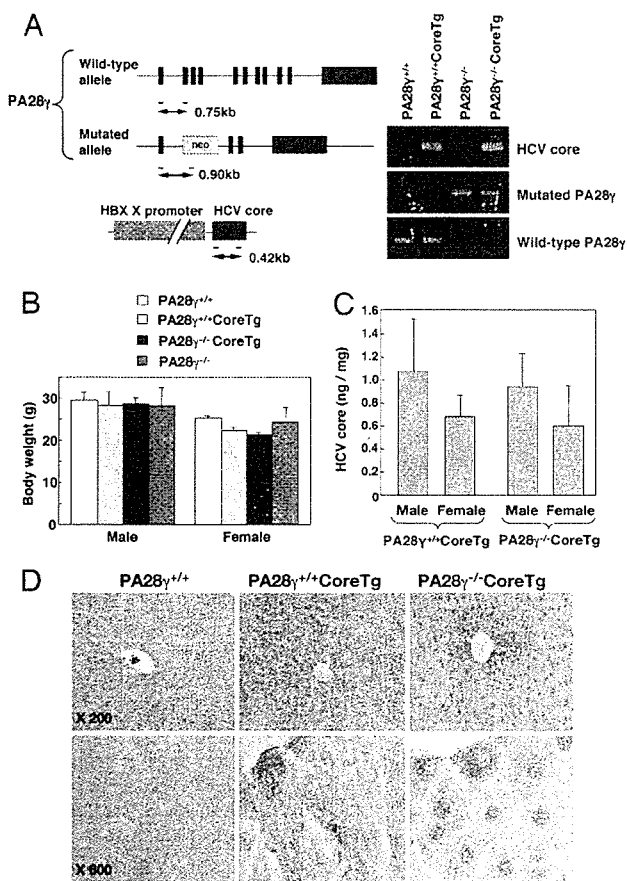 A
Wild-type allele
PA28γ
0.75kb
Mutated allele
neo
0.90kb
HBX X promoter
HCV core
0.42kb
PA28γ+/+
PA28γ+/+CoreTg
PA28γ-/-
PA28γ-/-CoreTg
HCV core
Mutated PA28γ
Wild-type PA28γ
B
PA28γ+/+
PA28γ+/+CoreTg
PA28γ-/-CoreTg
PA28γ-/-
Body weight (g)
30
20
10
0
Male
Female
C
HCV core (ng / mg)
1.6
1.4
1.2
1.0
0.8
0.6
0.4
0.2
0
Male Female Male Female
PA28γ+/+CoreTg
PA28γ-/-CoreTg
D
PA28γ+/+
PA28γ+/+CoreTg
PA28γ-/-CoreTg
X 200
X 600